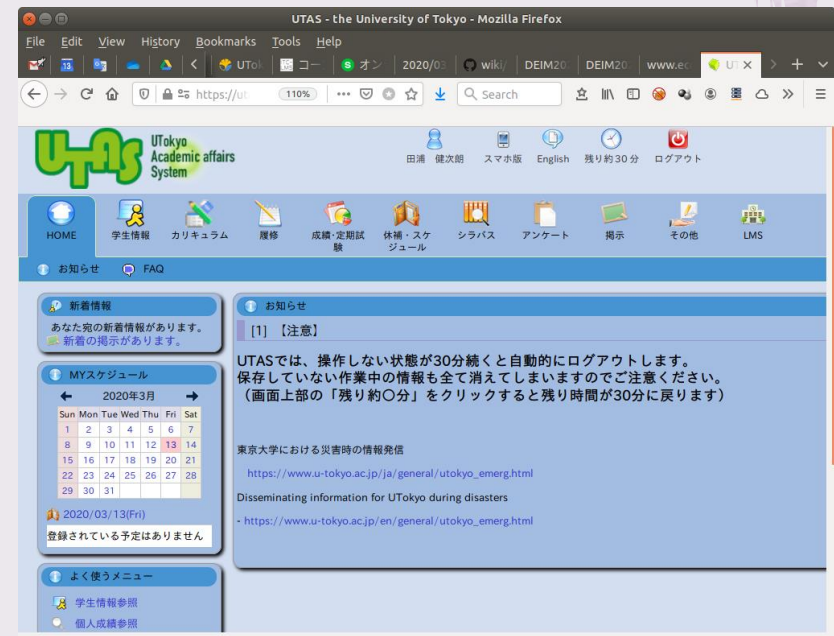 UTAS - the University of Tokyo - Mozilla Firefox
File Edit View History Bookmarks Tools Help
UTok コー オン 2020/03 wiki/ DEIM20 DEIM20 www.ec UT
https://ut 110% Search
UTAS UTokyo
Academic affairs
System
田浦 健次朗 スマホ版 English 残り約30分 ログアウト
HOME 学生情報 カリキュラム 履修 成績・定期試験 休補・スケジュール シラバス アンケート 掲示 その他 LMS
お知らせ FAQ
新着情報
あなた宛の新着情報があります。
新着の掲示があります。
MYスケジュール
2020年3月
Sun Mon Tue Wed Thu Fri Sat
1 2 3 4 5 6 7
8 9 10 11 12 13 14
15 16 17 18 19 20 21
22 23 24 25 26 27 28
29 30 31
2020/03/13(Fri)
登録されている予定はありません
よく使うメニュー
学生情報参照
個人成績参照
お知らせ
[1] 【注意】
UTASでは、操作しない状態が30分続くと自動的にログアウトします。
保存していない作業中の情報も全て消えてしまいますのでご注意ください。
（画面上部の「残り約〇分」をクリックすると残り時間が30分に戻ります）
東京大学における災害時の情報発信
https://www.u-tokyo.ac.jp/ja/general/utokyo_emerg.html
Disseminating information for UTokyo during disasters
- https://www.u-tokyo.ac.jp/en/general/utokyo_emerg.html